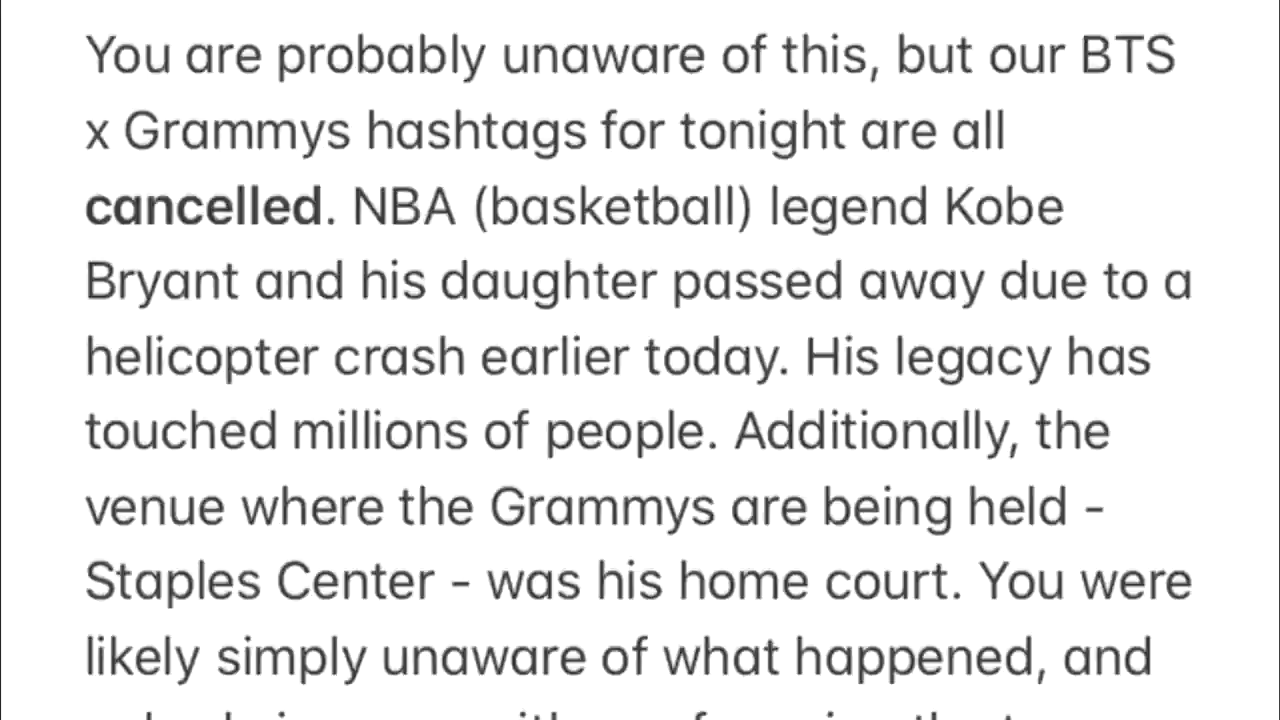 You are probably unaware of this, but our BTS
x Grammys hashtags for tonight are all
cancelled. NBA (basketball) legend Kobe
Bryant and his daughter passed away due to a
helicopter crash earlier today. His legacy has
touched millions of people. Additionally, the
venue where the Grammys are being held -
Staples Center - was his home court. You were
likely simply unaware of what happened, and